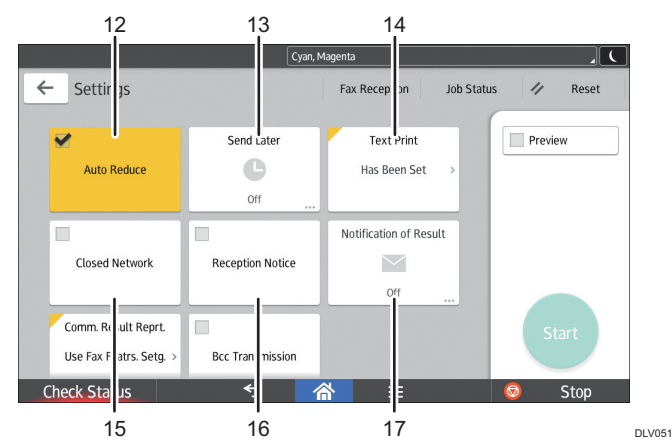 12 13 14
Cyan, Magenta
Settings Fax Reception Job Status Reset
Auto Reduce
Send Later
Off
Text Print
Has Been Set
Preview
Closed Network
Reception Notice
Notification of Result
Off
Comm. Result Reprt.
Use Fax Featrs. Setg.
Bcc Transmission
Start
Check Status Stop
15 16 17
DLV051